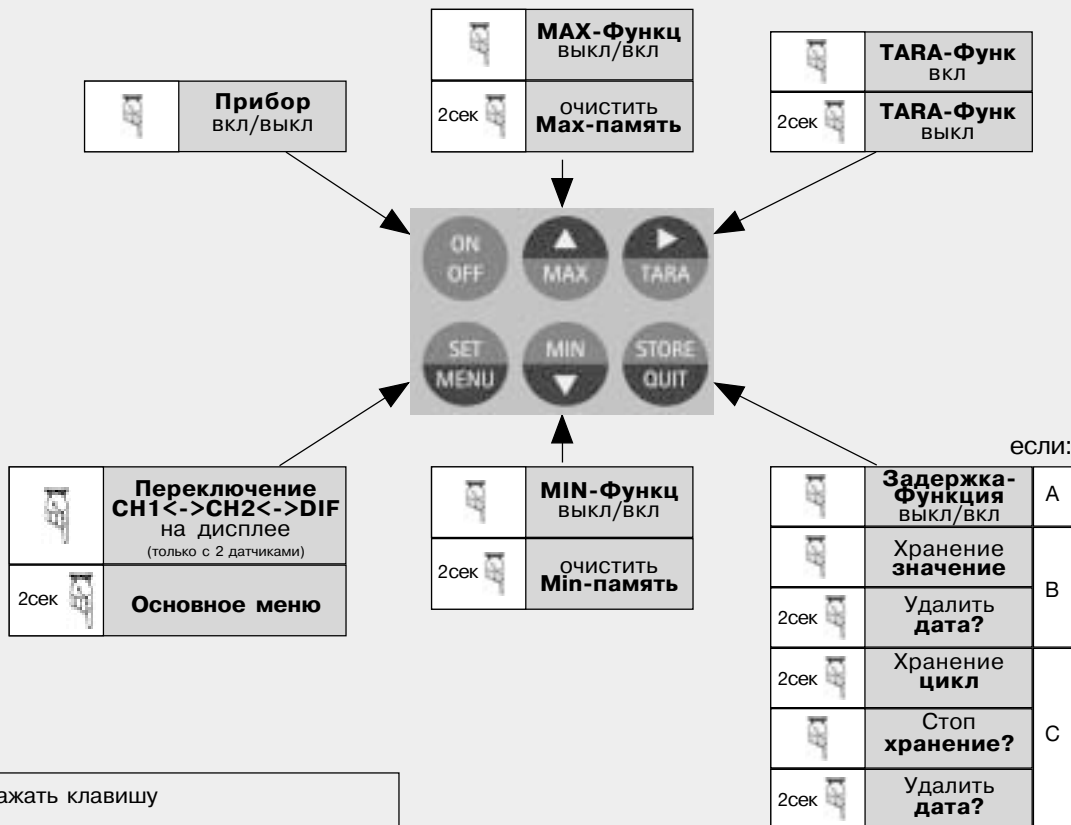 MAX-Функц
выкл/вкл
2сек
очистить
Max-память
TARA-Функ
вкл
2сек
TARA-Функ
выкл
Прибор
вкл/выкл
ON
OFF
MAX
TARA
SET
MENU
MIN
STORE
QUIT
если:
Переключение
CH1<->CH2<->DIF
на дисплее
(только с 2 датчиками)
2сек
Основное меню
MIN-Функц
выкл/вкл
2сек
очистить
Min-память
Задержка-
Функция
выкл/вкл
A
Хранение
значение
2сек
Удалить
дата?
B
2сек
Хранение
цикл
Стоп
хранение?
C
2сек
Удалить
дата?
ажать клавишу